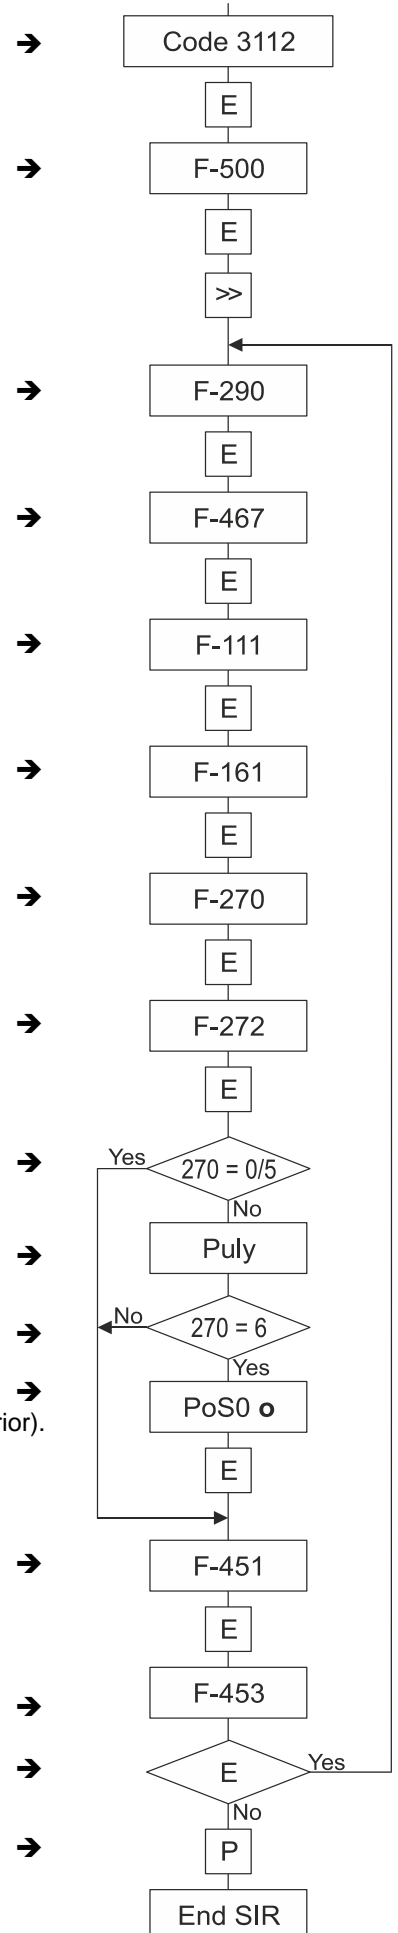 ➔ Code 3112
E
➔ F-500
E
>>
➔ F-290
E
➔ F-467
E
➔ F-111
E
➔ F-161
E
➔ F-270
E
➔ F-272
E
➔ Yes 270 = 0/5
No
➔ Puly
➔ No 270 = 6
Yes
➔ PoS0 o
rior).
E
➔ F-451
E
➔ F-453
➔ E Yes
No
➔ P
End SIR